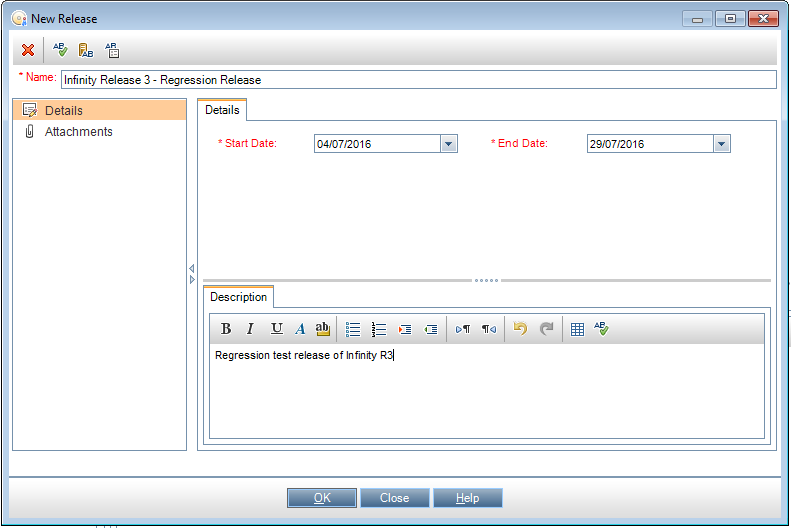 New Release
* Name: Infinity Release 3 - Regression Release
Details
Attachments
Details
* Start Date: 04/07/2016 * End Date: 29/07/2016
Description
B I U A ab
Regression test release of Infinity R3
OK Close Help